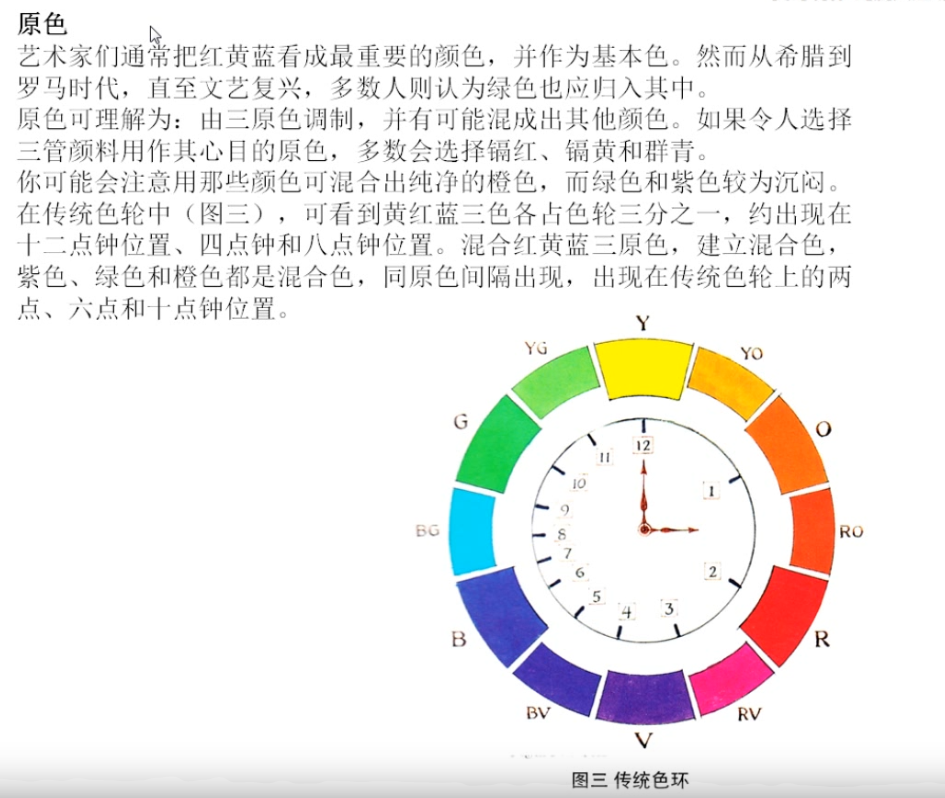 原色
艺术家们通常把红黄蓝看成最重要的颜色，并作为基本色。然而从希腊到
罗马时代，直至文艺复兴，多数人则认为绿色也应归入其中。
原色可理解为：由三原色调制，并有可能混成出其他颜色。如果令人选择
三管颜料用作其心目的原色，多数会选择镉红、镉黄和群青。
你可能会注意用那些颜色可混合出纯净的橙色，而绿色和紫色较为沉闷。
在传统色轮中（图三），可看到黄红蓝三色各占色轮三分之一，约出现在
十二点钟位置、四点钟和八点钟位置。混合红黄蓝三原色，建立混合色，
紫色、绿色和橙色都是混合色，同原色间隔出现，出现在传统色轮上的两
点、六点和十点钟位置。
Y
YG
YO
G
O
12
11
10
1
9
BG
8
RO
7
6
2
5
4
3
B
R
BV
RV
V
图三 传统色环